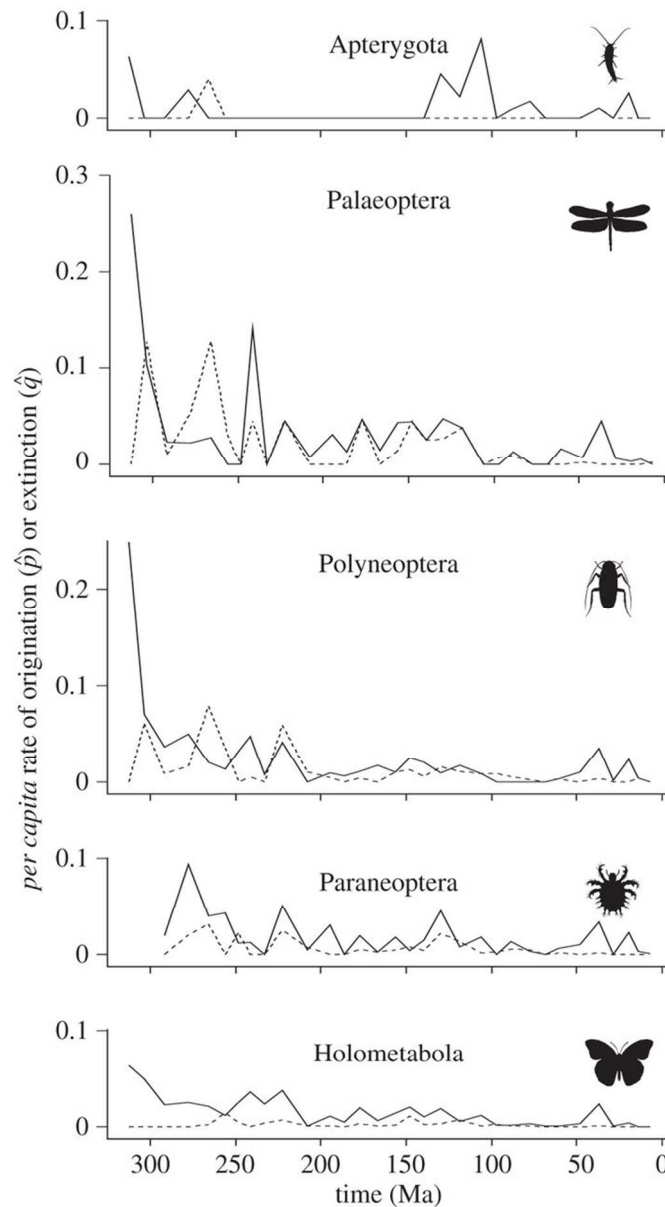 0.1
Apterygota
0
0.3
Palaeoptera
0.2
0.1
0
per capita rate of origination (p̂) or extinction (q̂)
Polyneoptera
0.2
0.1
0
0.1
Paraneoptera
0
0.1
Holometabola
0
300 250 200 150 100 50 0
time (Ma)